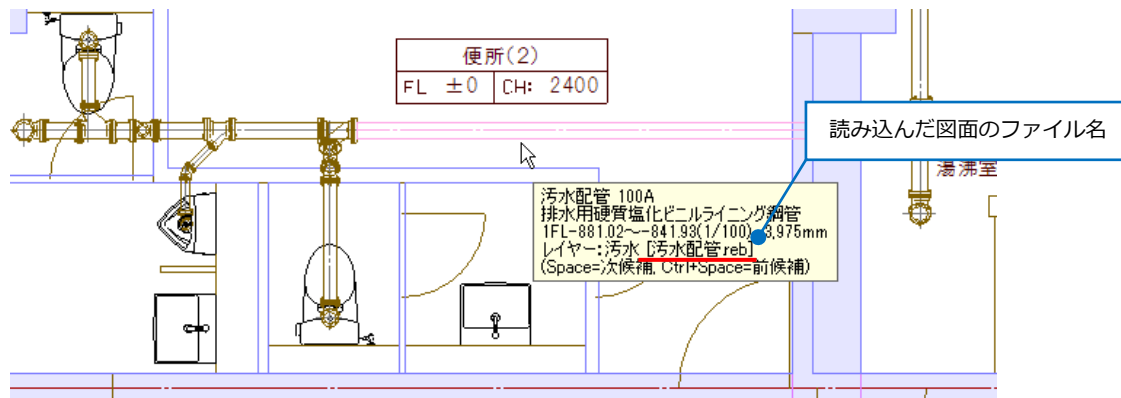 便所(2)
FL ±0 CH: 2400
読み込んだ図面のファイル名
湯沸室
汚水配管 100A
排水用硬質塩化ビニルライニング鋼管
1FL-881.02～-841.93(1/100) 3,975mm
レイヤー:汚水 [汚水配管.reb]
(Space=次候補, Ctrl+Space=前候補)